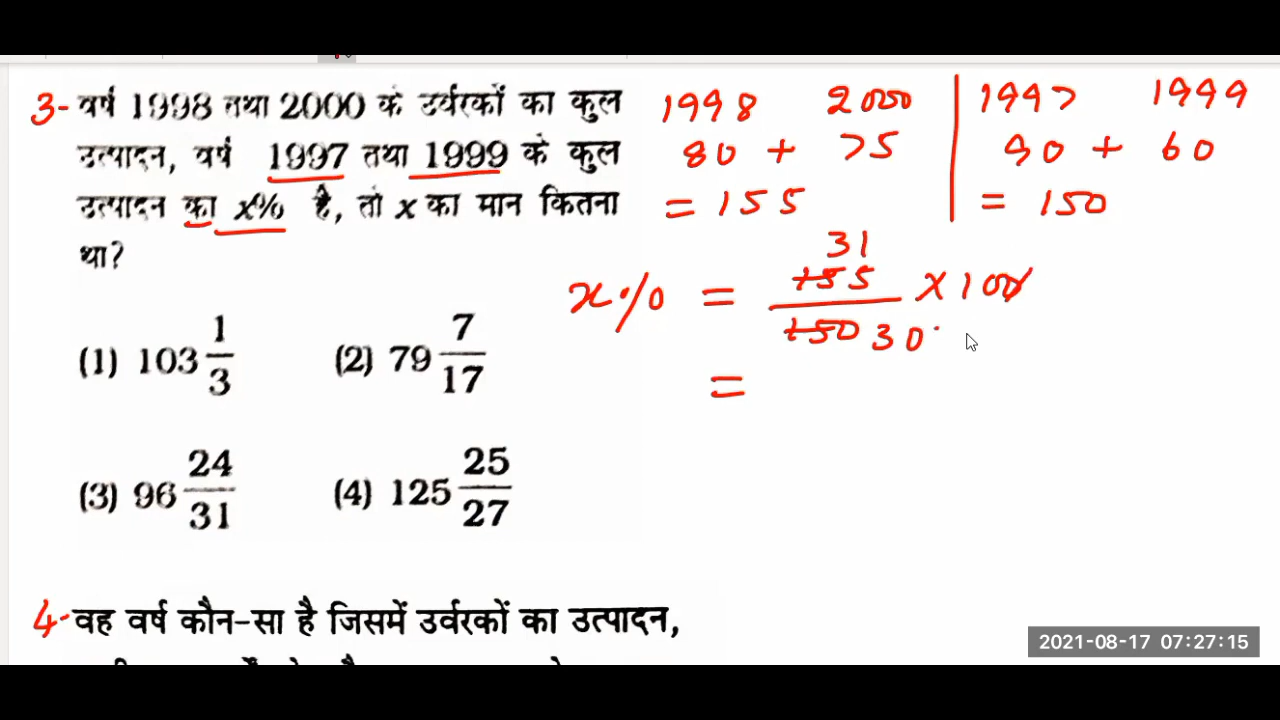 3- वर्ष 1998 तथा 2000 के उर्वरकों का कुल
उत्पादन, वर्ष 1997 तथा 1999 के कुल
उत्पादन का x% है, तो x का मान कितना
था?
(1) 103 1/3 (2) 79 7/17
(3) 96 24/31 (4) 125 25/27
1998 2000 | 1997 1999
80 + 75 | 90 + 60
= 155 | = 150
31
x% = 155/150 × 100
30
=
4- वह वर्ष कौन-सा है जिसमें उर्वरकों का उत्पादन,
2021-08-17 07:27:15